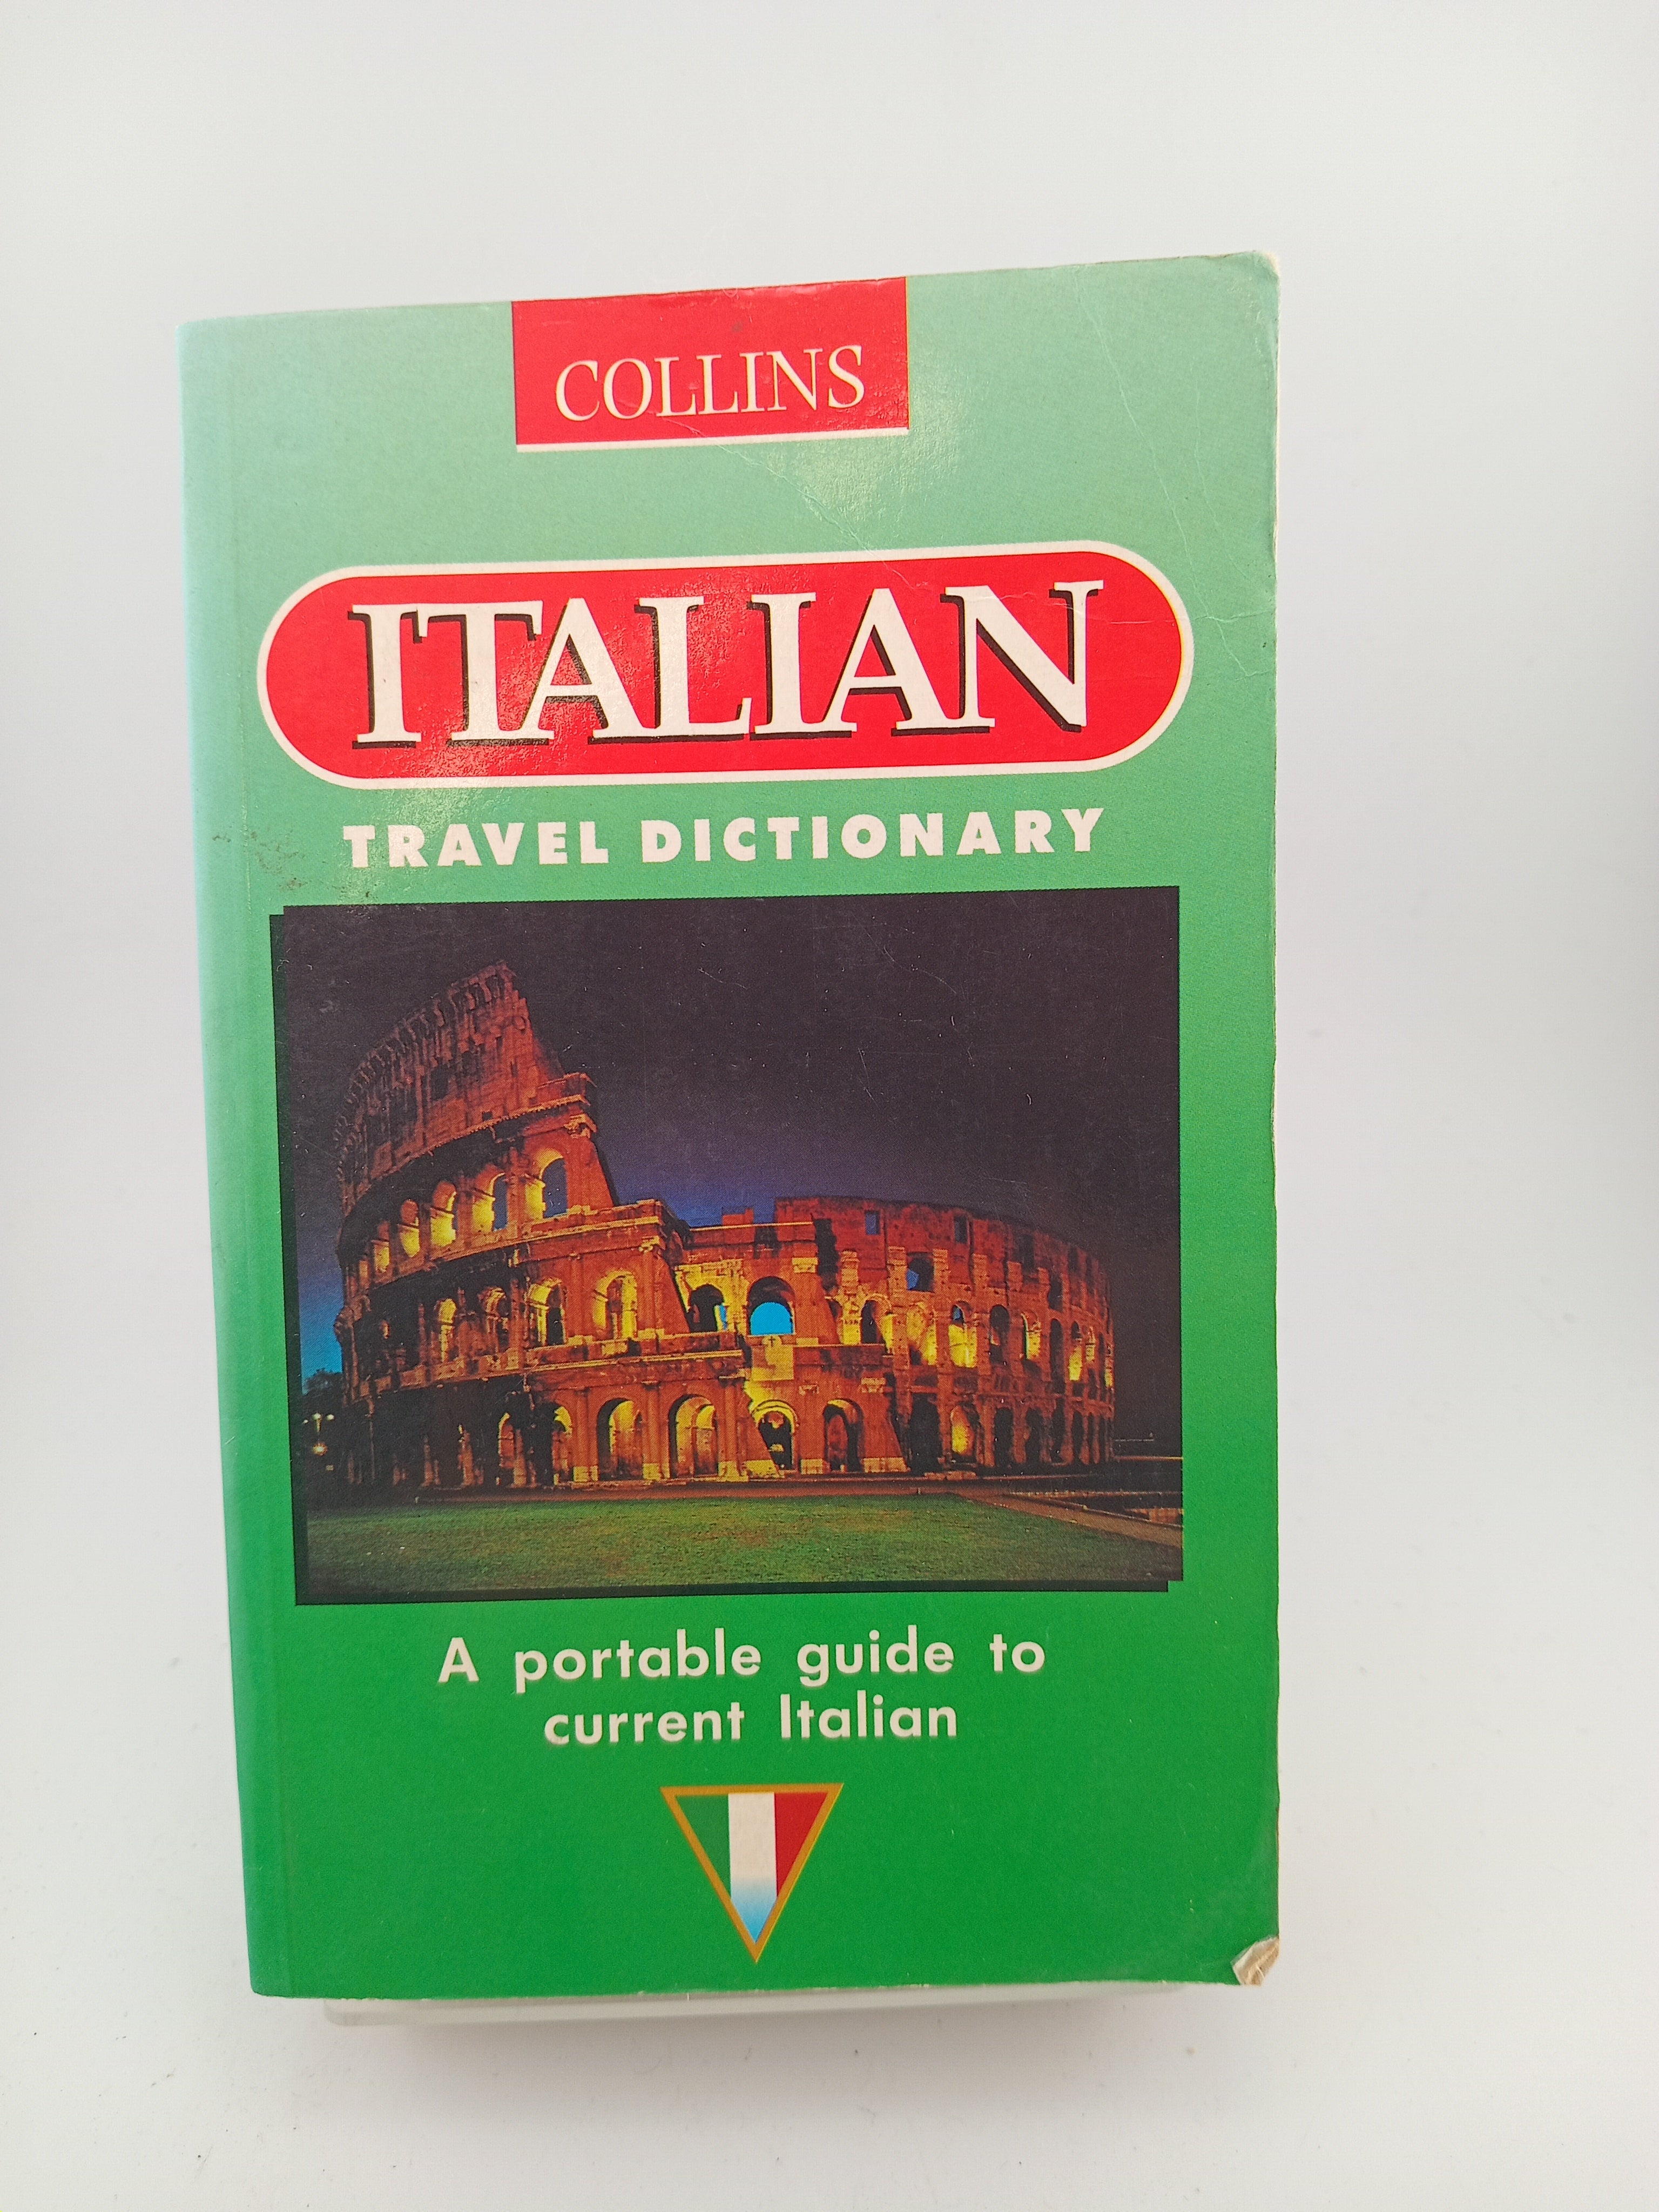 COLLINS
ITALIAN
TRAVEL DICTIONARY
A portable guide to
current Italian